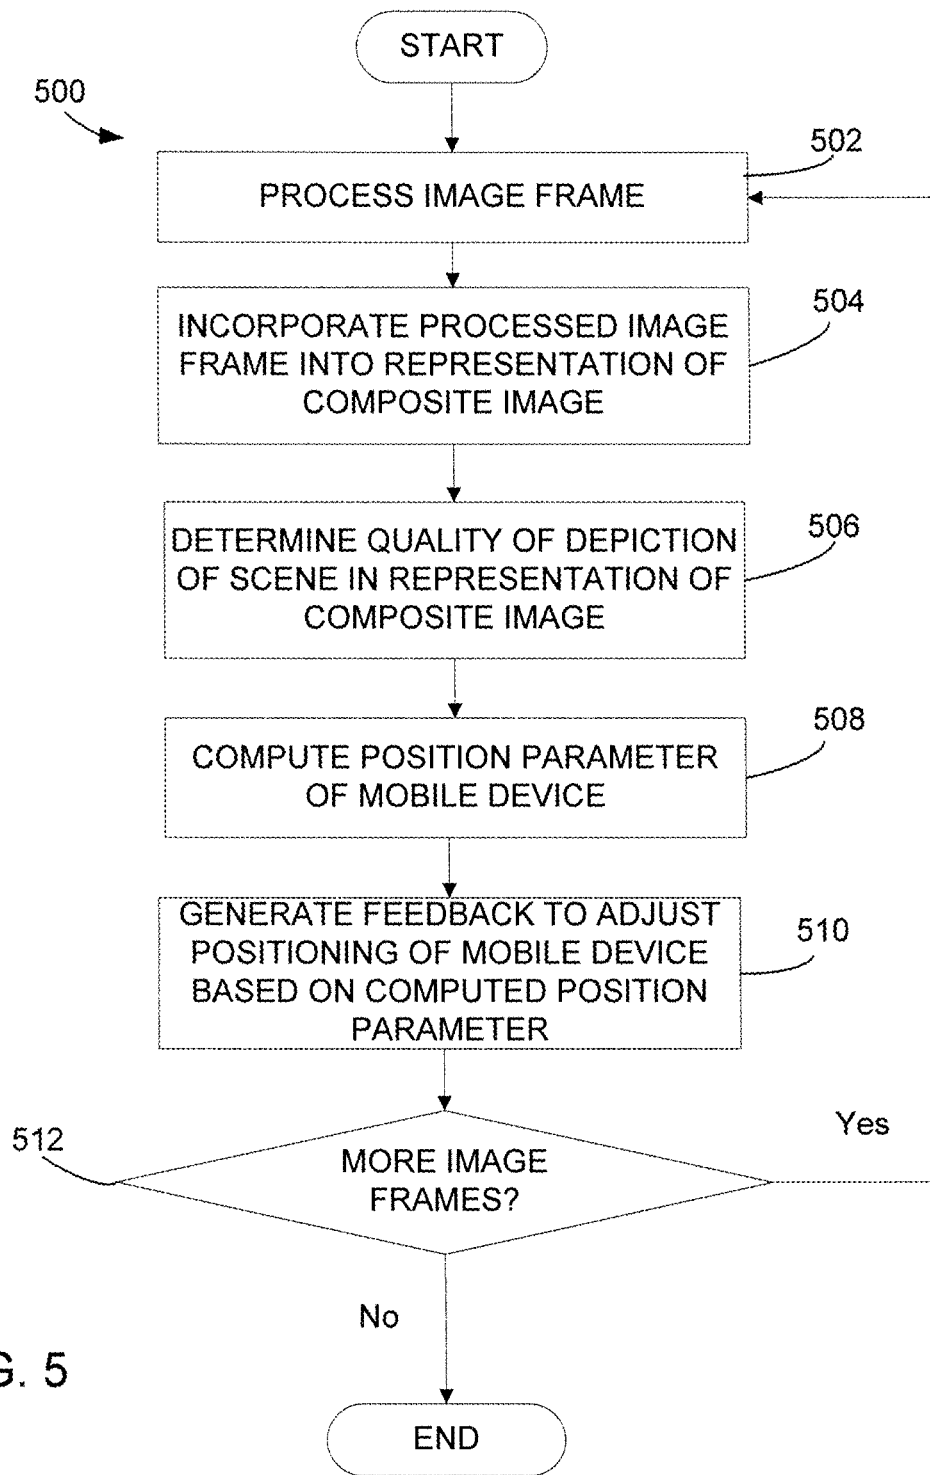 START
500
502
PROCESS IMAGE FRAME
504
INCORPORATE PROCESSED IMAGE
FRAME INTO REPRESENTATION OF
COMPOSITE IMAGE
506
DETERMINE QUALITY OF DEPICTION
OF SCENE IN REPRESENTATION OF
COMPOSITE IMAGE
508
COMPUTE POSITION PARAMETER
OF MOBILE DEVICE
510
GENERATE FEEDBACK TO ADJUST
POSITIONING OF MOBILE DEVICE
BASED ON COMPUTED POSITION
PARAMETER
512
MORE IMAGE
FRAMES?
Yes
No
G. 5
END